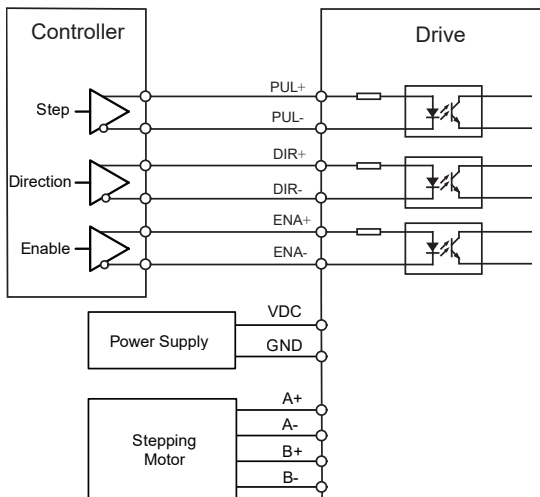 Controller
Drive
Step
PUL+
PUL-
Direction
DIR+
DIR-
Enable
ENA+
ENA-
Power Supply
VDC
GND
Stepping
Motor
A+
A-
B+
B-